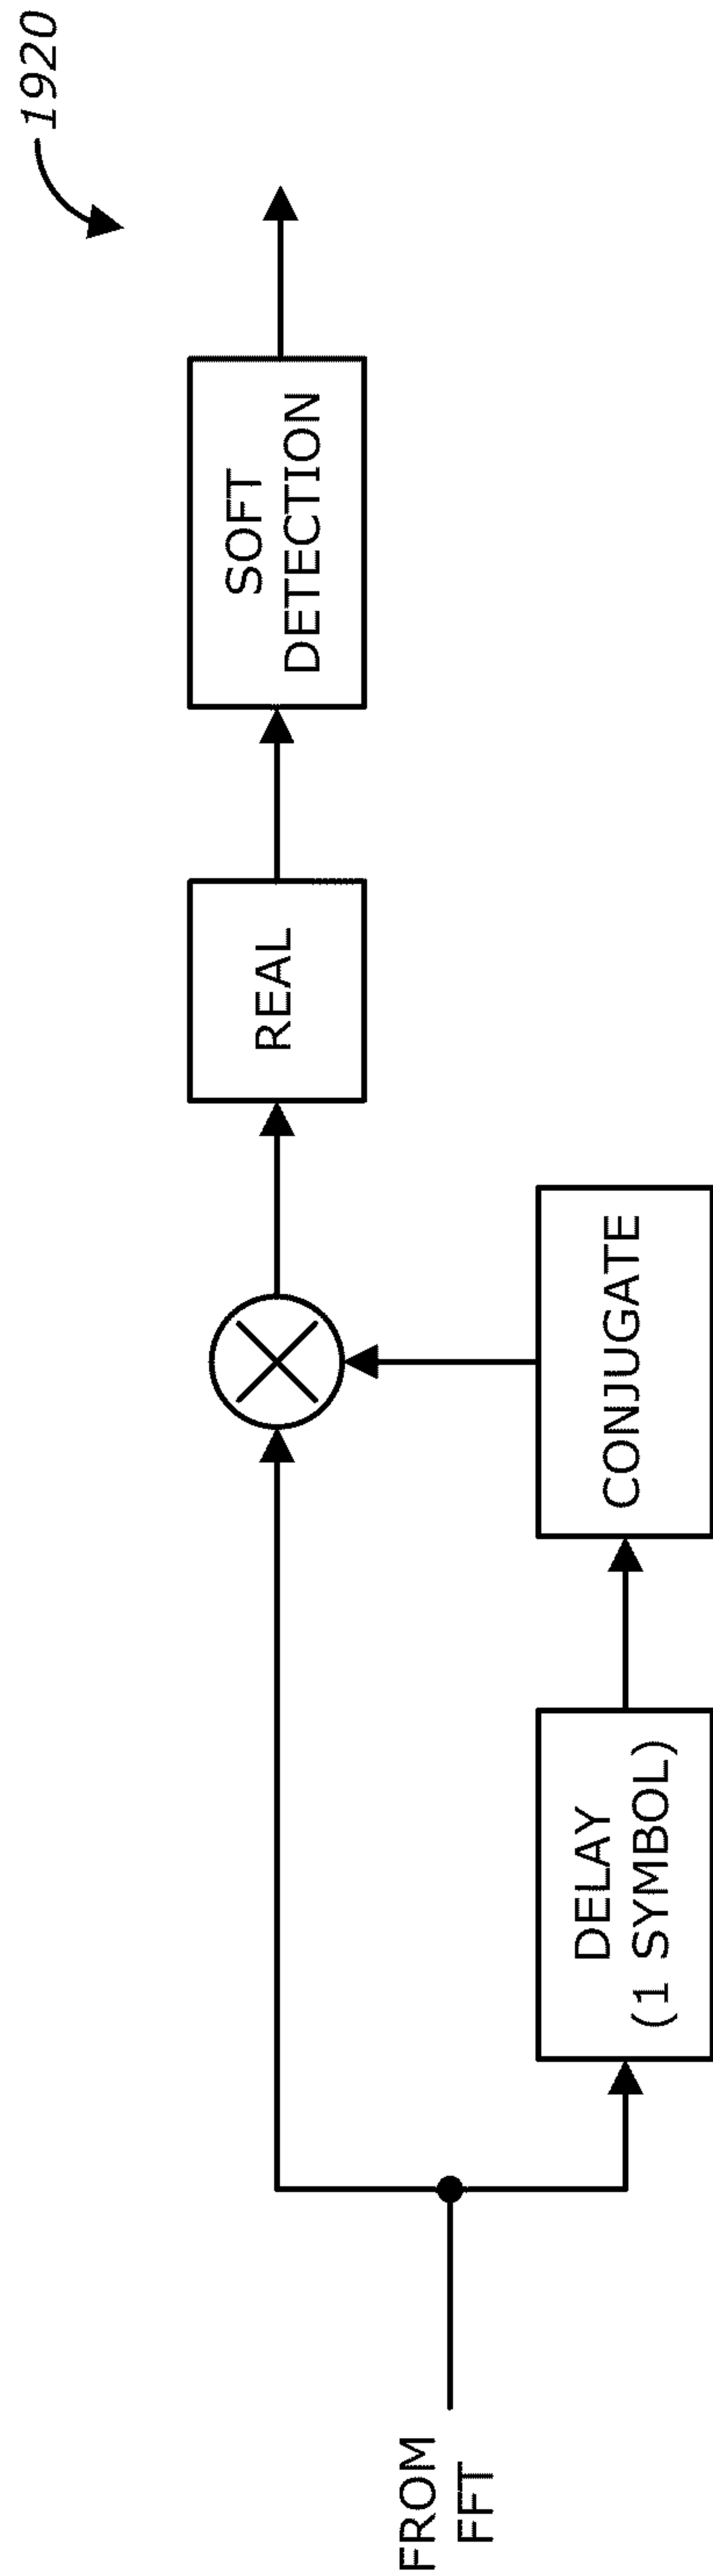 1920
FROM
FFT
DELAY
(1 SYMBOL)
CONJUGATE
REAL
SOFT
DETECTION